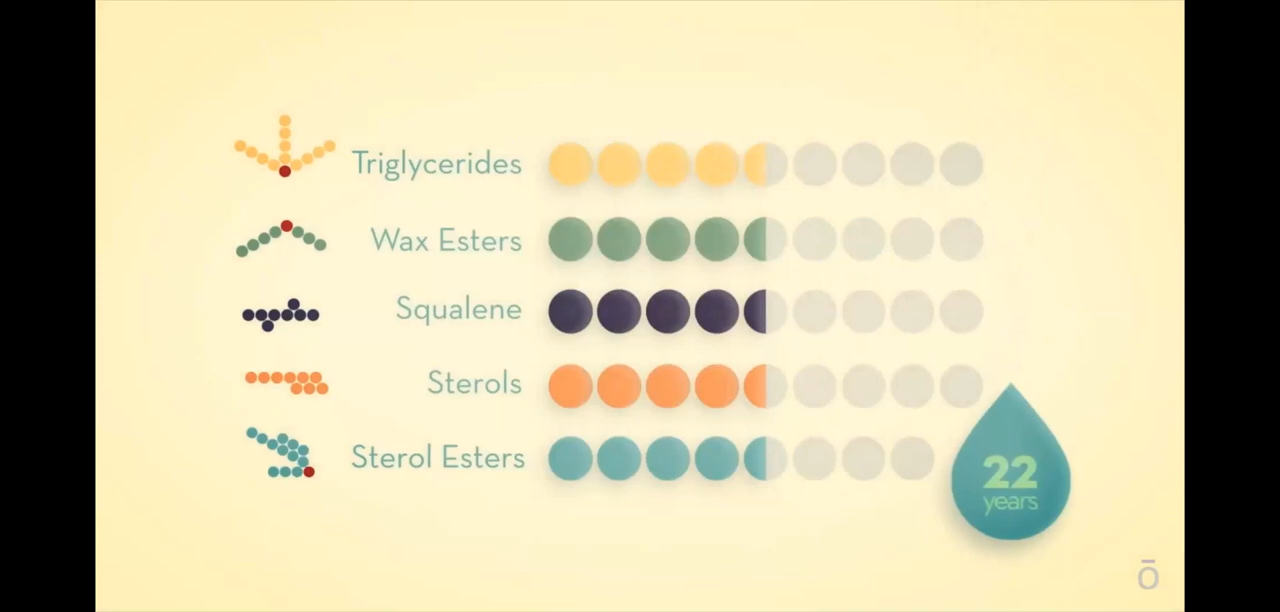 Triglycerides
Wax Esters
Squalene
Sterols
Sterol Esters
22
years
ō